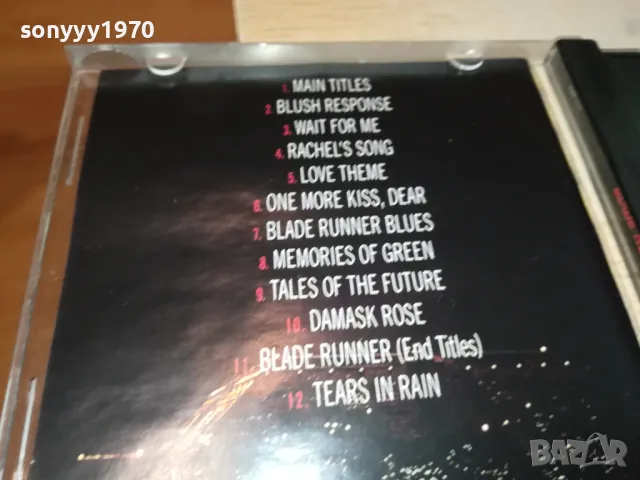 sonyyy1970
1. MAIN TITLES
2. BLUSH RESPONSE
3. WAIT FOR ME
4. RACHEL'S SONG
5. LOVE THEME
6. ONE MORE KISS, DEAR
7. BLADE RUNNER BLUES
8. MEMORIES OF GREEN
9. TALES OF THE FUTURE
10. DAMASK ROSE
11. BLADE RUNNER (End Titles)
12. TEARS IN RAIN
BAZAR